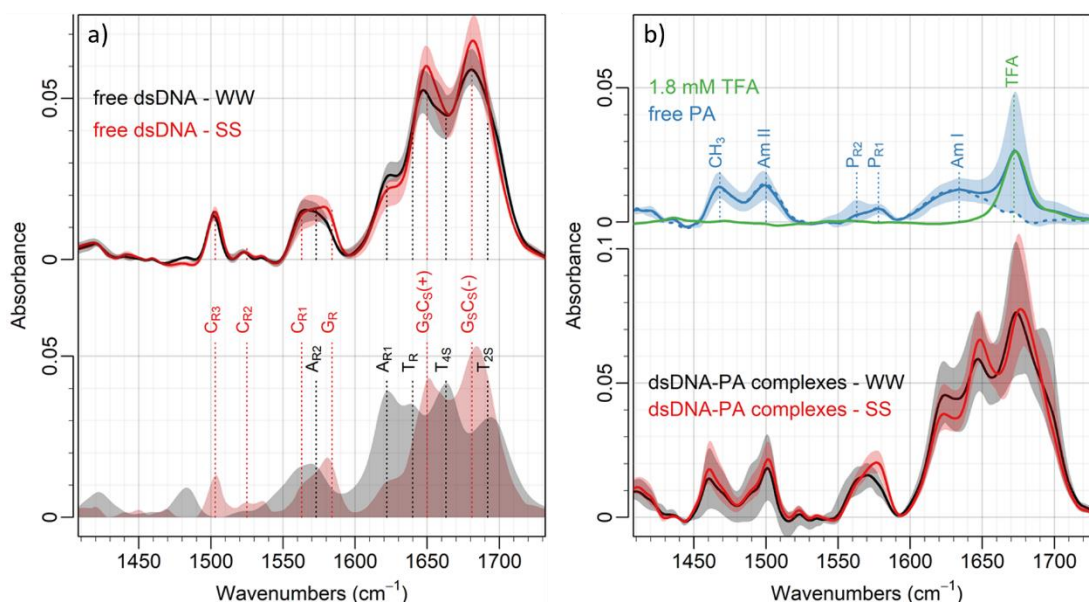 a)
0.05
free dsDNA - WW
free dsDNA - SS
0
Absorbance
C_R3
C_R2
C_R1
G_R
G_SC_S(+)
G_SC_S(-)
0.05
A_R2
A_R1
T_R
T_4S
T_2S
0
1450
1500
1550
1600
1650
1700
Wavenumbers (cm⁻¹)
b)
0.05
1.8 mM TFA
free PA
TFA
CH₃
Am II
P_R2
P_R1
Am I
0
0.10
Absorbance
0.05
dsDNA-PA complexes - WW
dsDNA-PA complexes - SS
0
1450
1500
1550
1600
1650
1700
Wavenumbers (cm⁻¹)